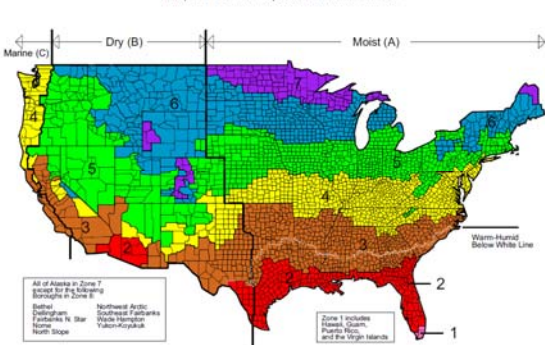 Marine (C)
Dry (B)
Moist (A)
7
6
6
4
5
5
4
3
3
2
2
Warm-Humid
Below White Line
2
1
All of Alaska in Zone 7
except for the following
Boroughs in Zone 8:
Bethel
Dellingham
Fairbanks N. Star
Nome
North Slope
Northwest Arctic
Southeast Fairbanks
Wade Hampton
Yukon-Koyukuk
Zone 1 includes
Hawaii, Guam,
Puerto Rico,
and the Virgin Islands